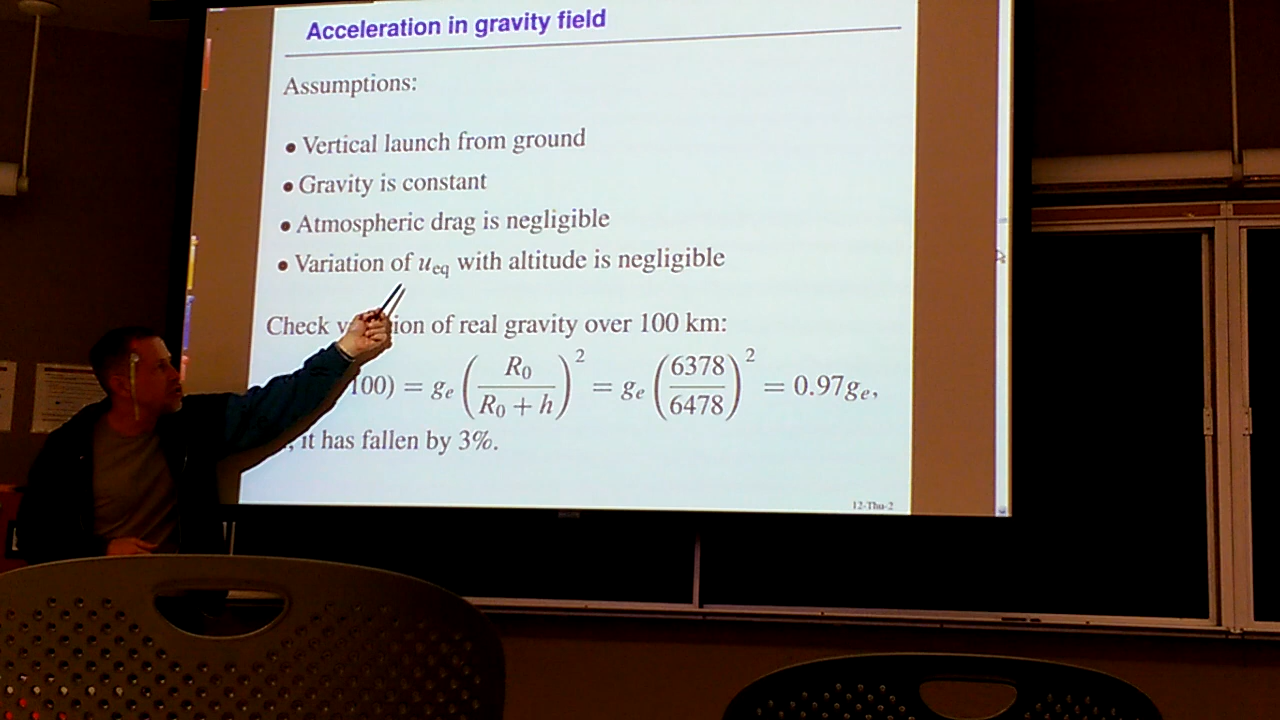 Acceleration in gravity field
Assumptions:
• Vertical launch from ground
• Gravity is constant
• Atmospheric drag is negligible
• Variation of u_eq with altitude is negligible
Check of real gravity over 100 km:
100) = g_e (R_0 / (R_0 + h))^2 = g_e (6378 / 6478)^2 = 0.97g_e,
, it has fallen by 3%.
12-Thu-2